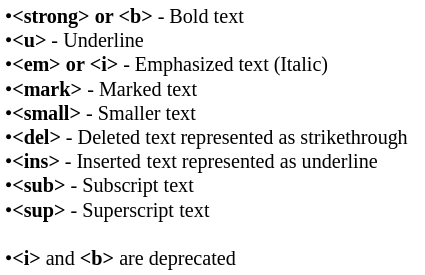 •<strong> or <b> - Bold text
•<u> - Underline
•<em> or <i> - Emphasized text (Italic)
•<mark> - Marked text
•<small> - Smaller text
•<del> - Deleted text represented as strikethrough
•<ins> - Inserted text represented as underline
•<sub> - Subscript text
•<sup> - Superscript text
•<i> and <b> are deprecated